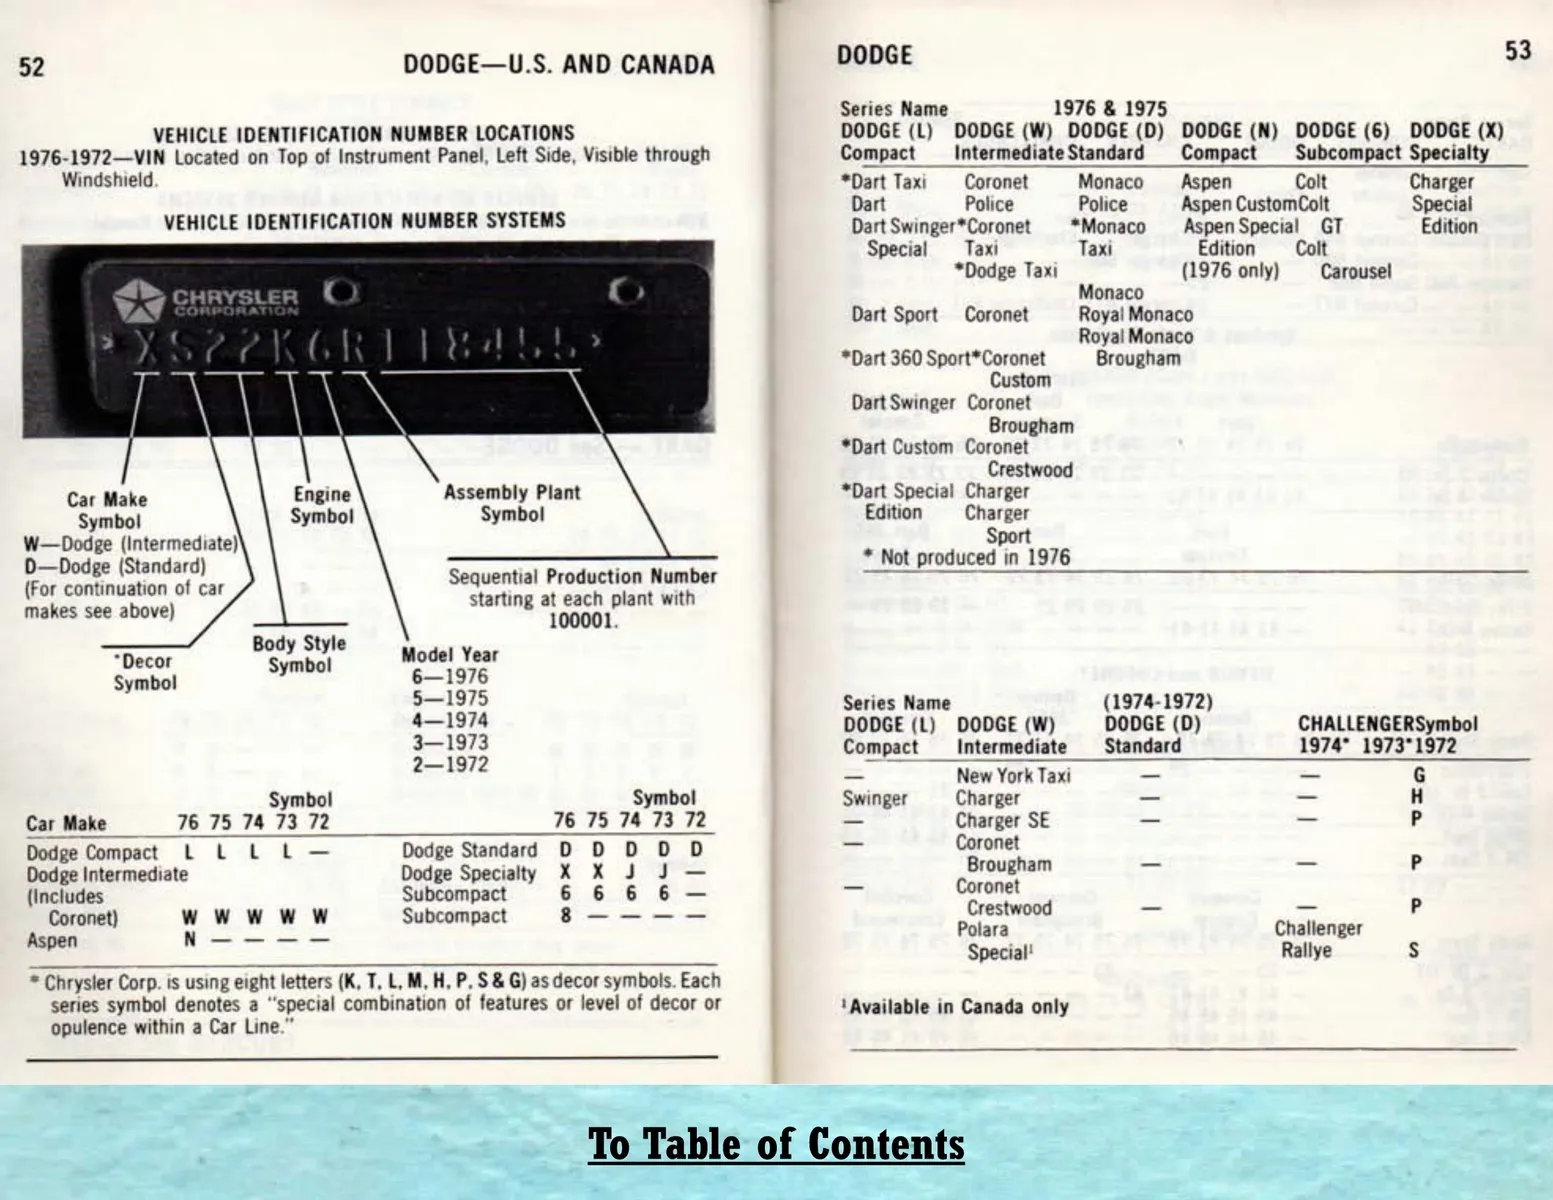 52
DODGE—U.S. AND CANADA
VEHICLE IDENTIFICATION NUMBER LOCATIONS
1976-1972—VIN Located on Top of Instrument Panel, Left Side, Visible through
Windshield.
VEHICLE IDENTIFICATION NUMBER SYSTEMS
CHRYSLER
CORPORATION
XS22K6R118455
Car Make
Symbol
W—Dodge (Intermediate)
D—Dodge (Standard)
(For continuation of car
makes see above)
*Decor
Symbol
Body Style
Symbol
Engine
Symbol
Model Year
6—1976
5—1975
4—1974
3—1973
2—1972
Assembly Plant
Symbol
Sequential Production Number
starting at each plant with
100001.
Symbol
Car Make 76 75 74 73 72
Dodge Compact L L L L —
Dodge Intermediate
(Includes
Coronet) W W W W W
Aspen N — — — —
Symbol
76 75 74 73 72
Dodge Standard D D D D D
Dodge Specialty X X J J —
Subcompact 6 6 6 6 —
Subcompact 8 — — — —
* Chrysler Corp. is using eight letters (K, T, L, M, H, P, S & G) as decor symbols. Each
series symbol denotes a "special combination of features or level of decor or
opulence within a Car Line."
DODGE
53
Series Name 1976 & 1975
DODGE (L) DODGE (W) DODGE (D) DODGE (N) DODGE (6) DODGE (X)
Compact Intermediate Standard Compact Subcompact Specialty
*Dart Taxi Coronet Monaco Aspen Colt Charger
Dart Police Police Aspen Custom Colt Special
Dart Swinger *Coronet *Monaco Aspen Special GT Edition
Special Taxi Taxi Edition Colt
*Dodge Taxi (1976 only) Carousel
Monaco
Dart Sport Coronet Royal Monaco
Royal Monaco
*Dart 360 Sport *Coronet Brougham
Custom
Dart Swinger Coronet
Brougham
*Dart Custom Coronet
Crestwood
*Dart Special Charger
Edition Charger
Sport
* Not produced in 1976
Series Name (1974-1972)
DODGE (L) DODGE (W) DODGE (D) CHALLENGER Symbol
Compact Intermediate Standard 1974* 1973*1972
— New York Taxi — — G
Swinger Charger — — H
— Charger SE — — P
— Coronet
Brougham — — P
— Coronet
Crestwood — — P
Polara Challenger
Special¹ Rallye S
¹Available in Canada only
To Table of Contents